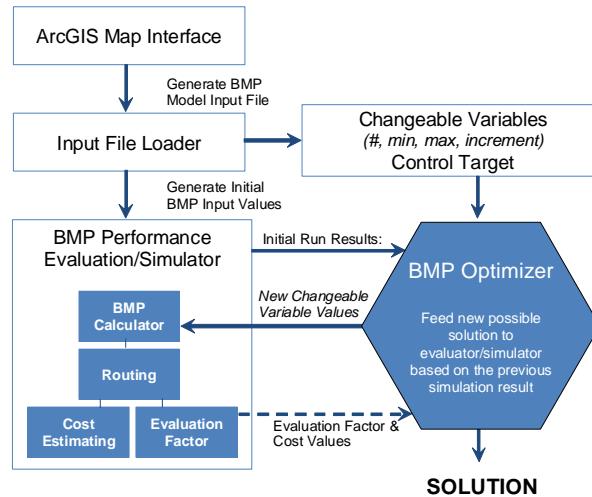 ArcGIS Map Interface
Generate BMP
Model Input File
Input File Loader
Changeable Variables
(#, min, max, increment)
Control Target
Generate Initial
BMP Input Values
BMP Performance
Evaluation/Simulator
Initial Run Results:
BMP Optimizer
New Changeable
Variable Values
Feed new possible
solution to
evaluator/simulator
based on the previous
simulation result
BMP
Calculator
Routing
Cost
Estimating
Evaluation
Factor
Evaluation Factor &
Cost Values
SOLUTION